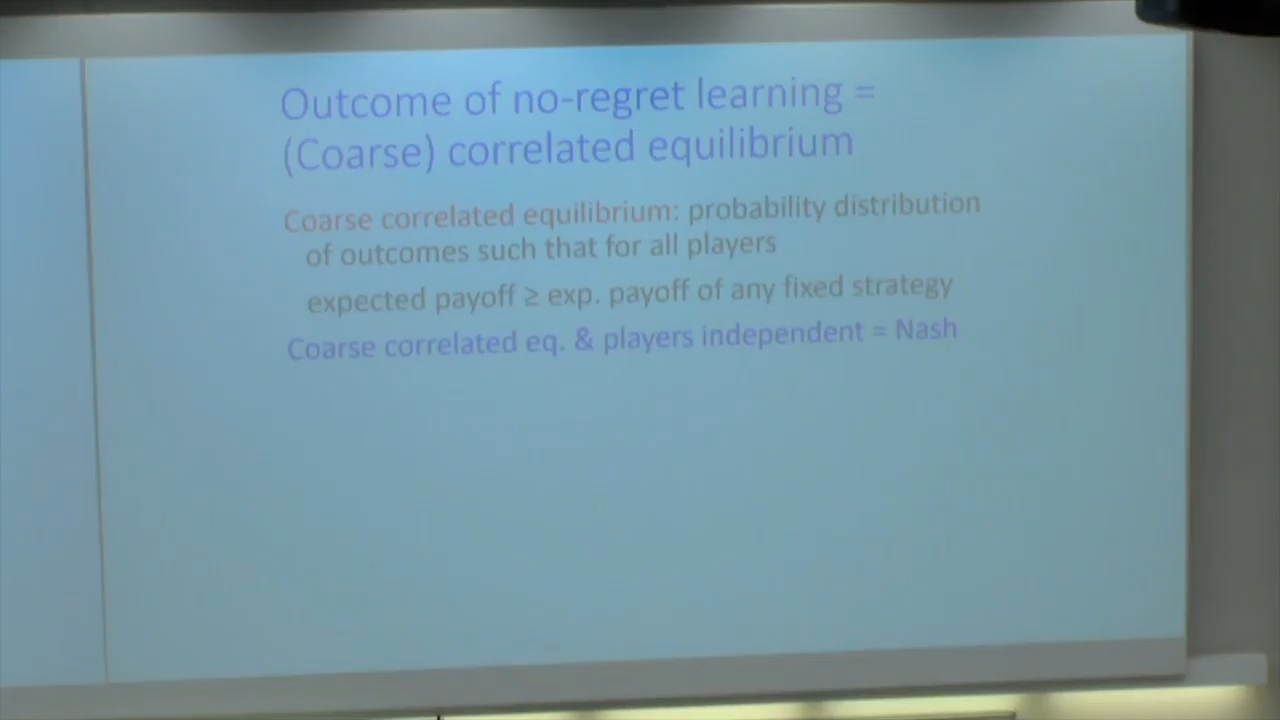 Outcome of no-regret learning =
(Coarse) correlated equilibrium
Coarse correlated equilibrium: probability distribution
of outcomes such that for all players
expected payoff ≥ exp. payoff of any fixed strategy
Coarse correlated eq. & players independent = Nash